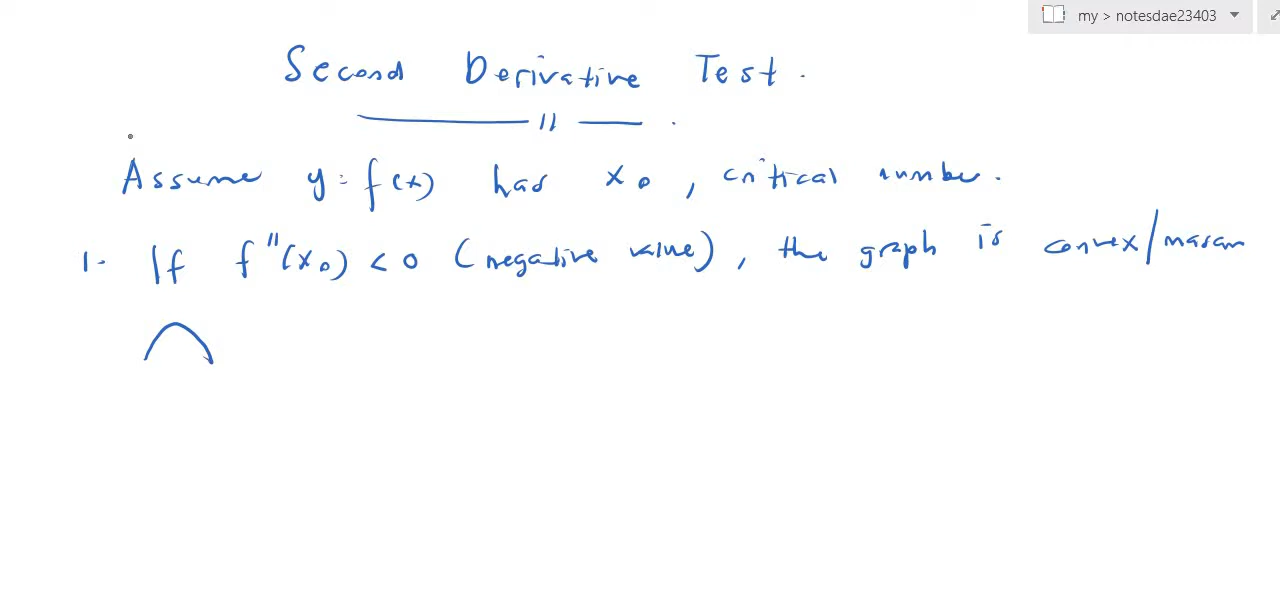 my > notesdae23403
Second Derivative Test.
Assume y = f(x) has x₀, critical number.
1. If f"(x₀) < 0 (negative value), the graph is convex/masam